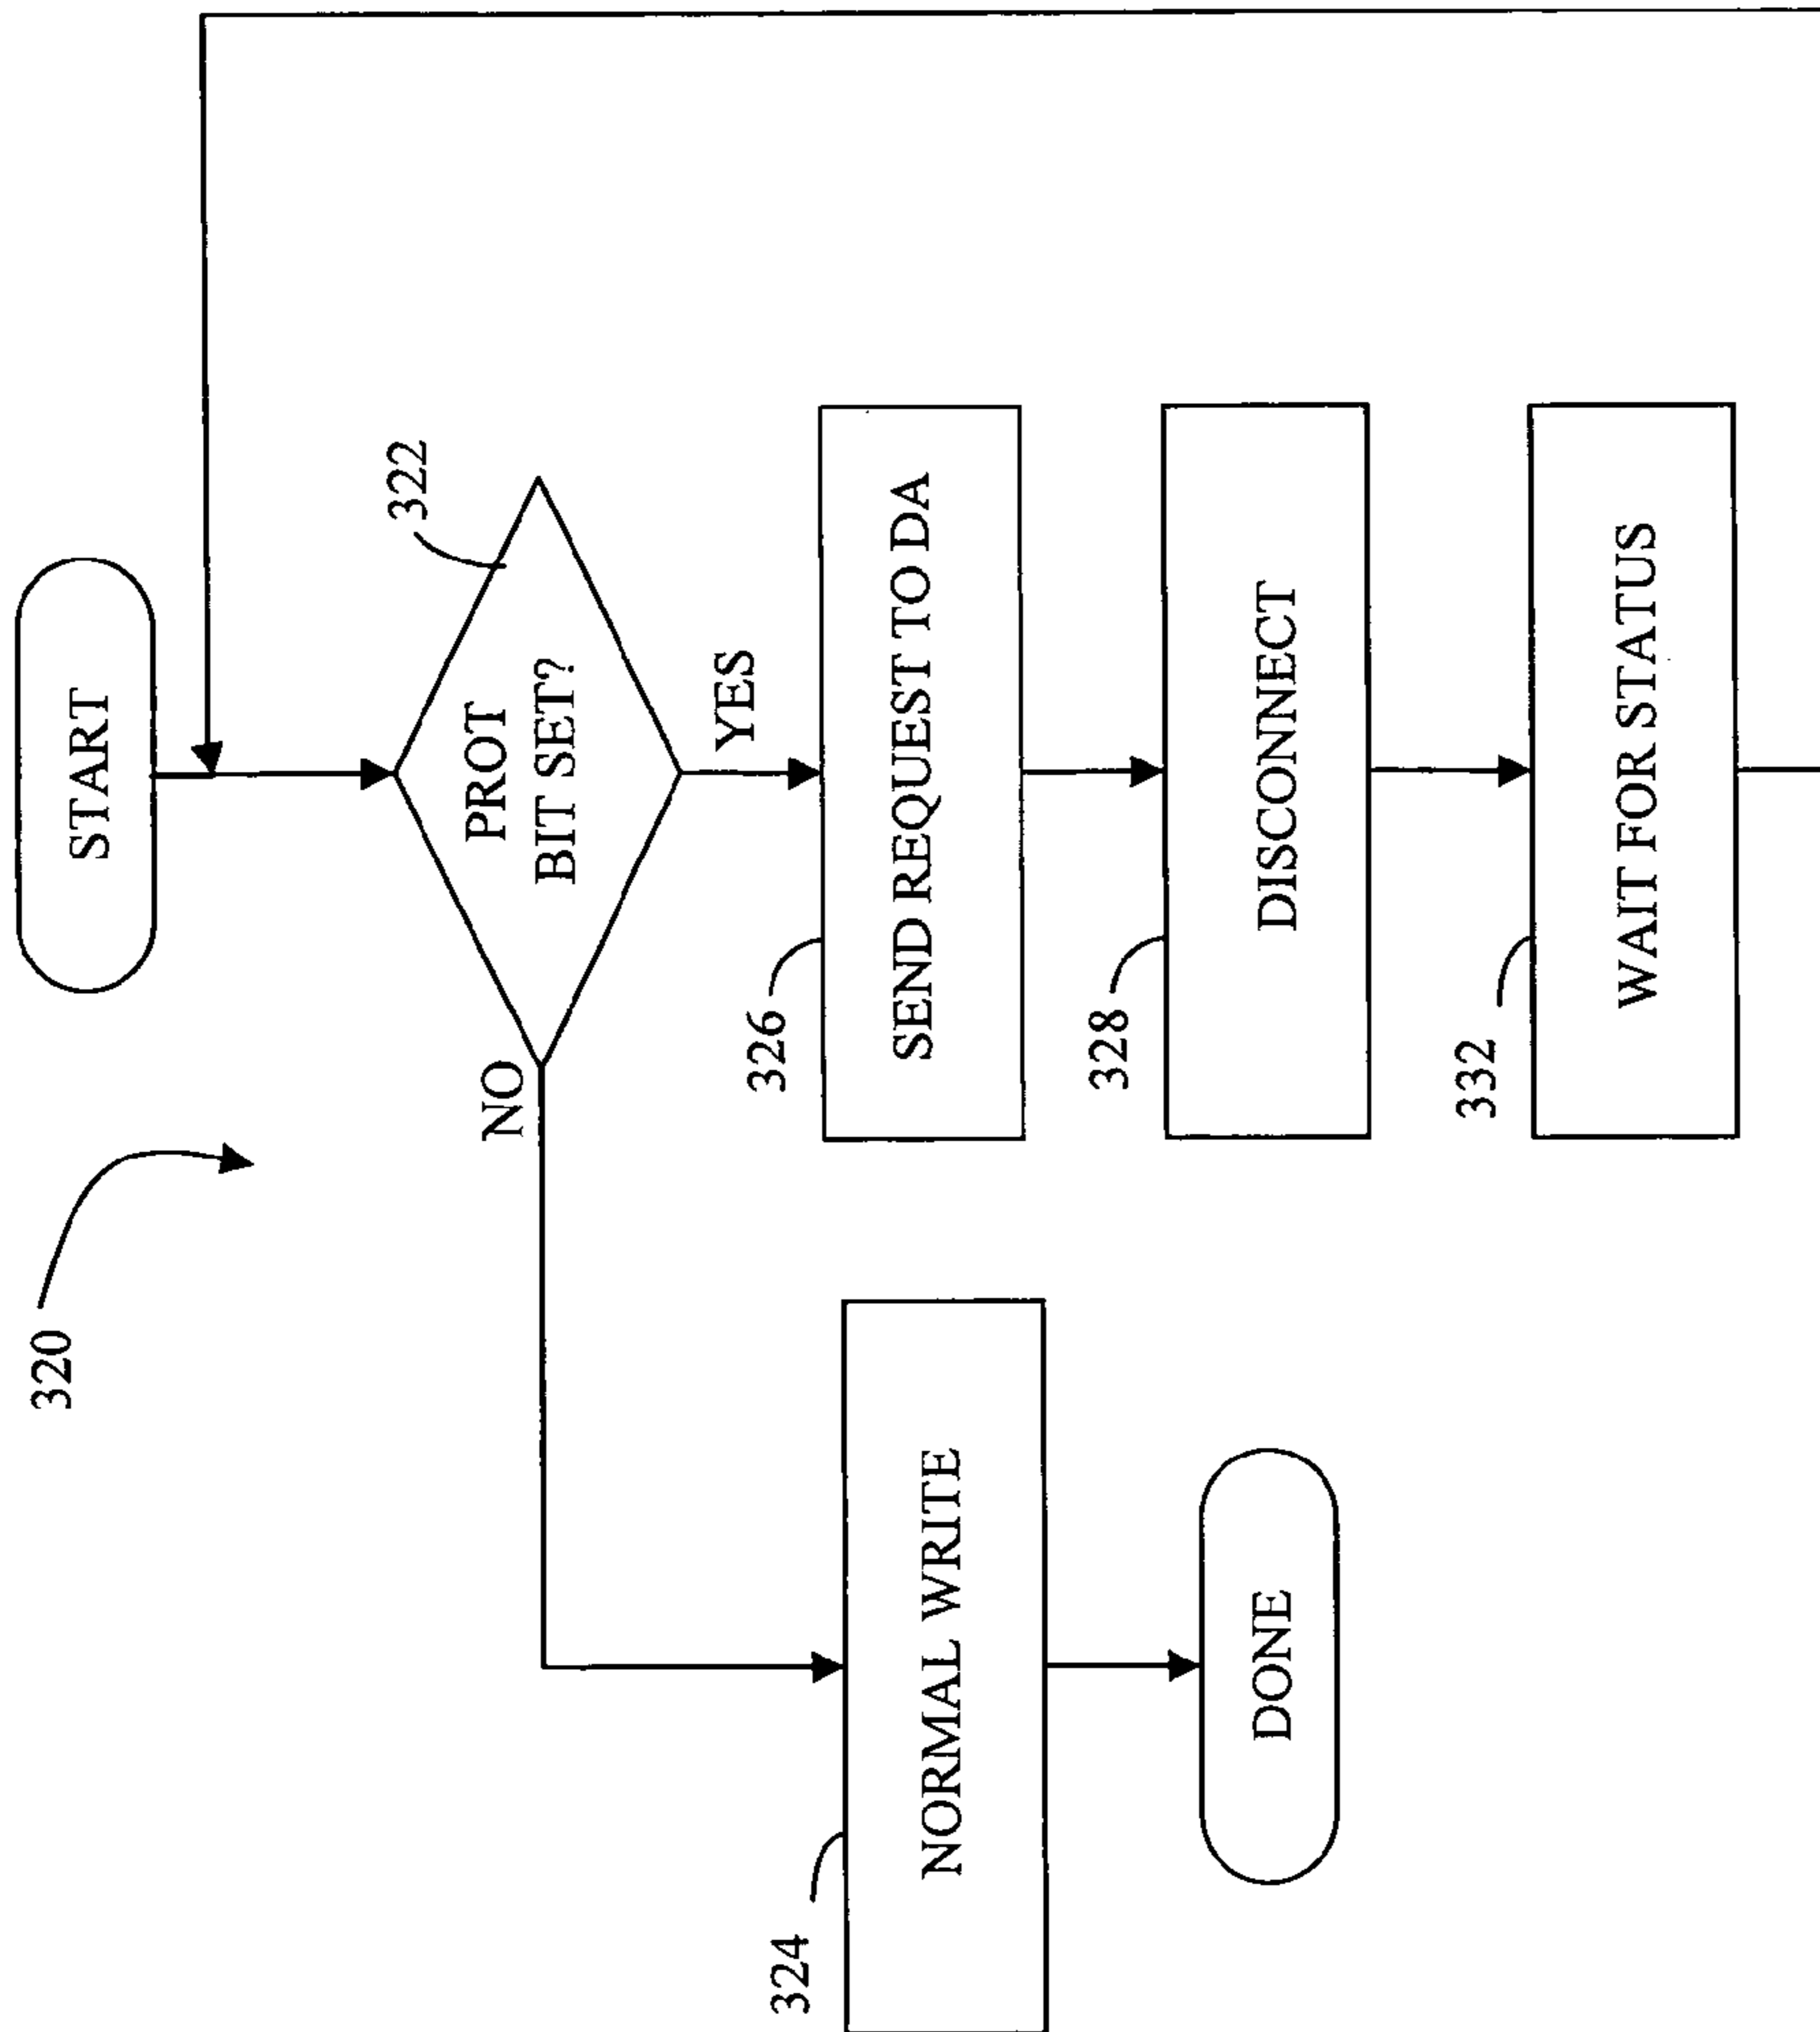 320
START
322
PROT
BIT SET?
NO
YES
326
SEND REQUEST TO DA
324
NORMAL WRITE
328
DISCONNECT
DONE
332
WAIT FOR STATUS